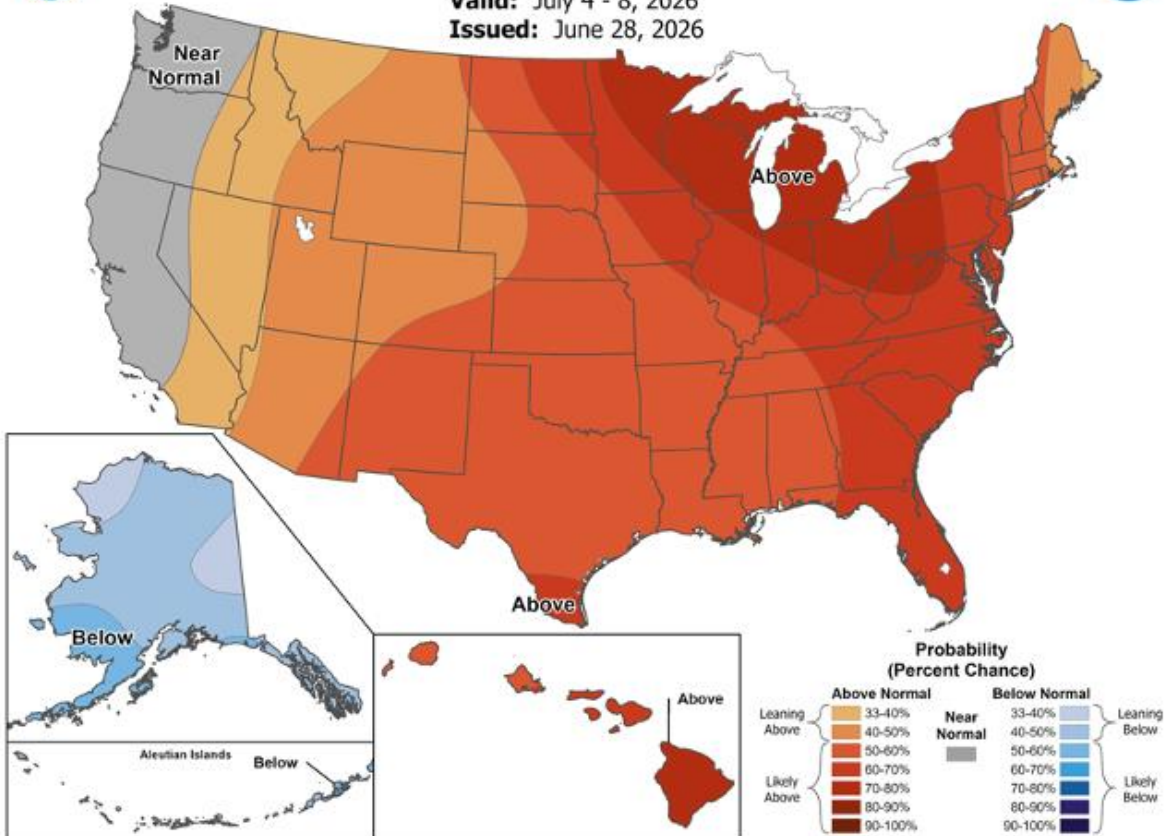 Valid: July 4 - 8, 2026
Issued: June 28, 2026
Near
Normal
Above
Above
Below
Aleutian Islands
Below
Above
Probability
(Percent Chance)
Above Normal
Below Normal
Leaning
Above
33-40%
40-50%
Near
Normal
33-40%
40-50%
Leaning
Below
Likely
Above
50-60%
60-70%
70-80%
80-90%
90-100%
50-60%
60-70%
70-80%
80-90%
90-100%
Likely
Below